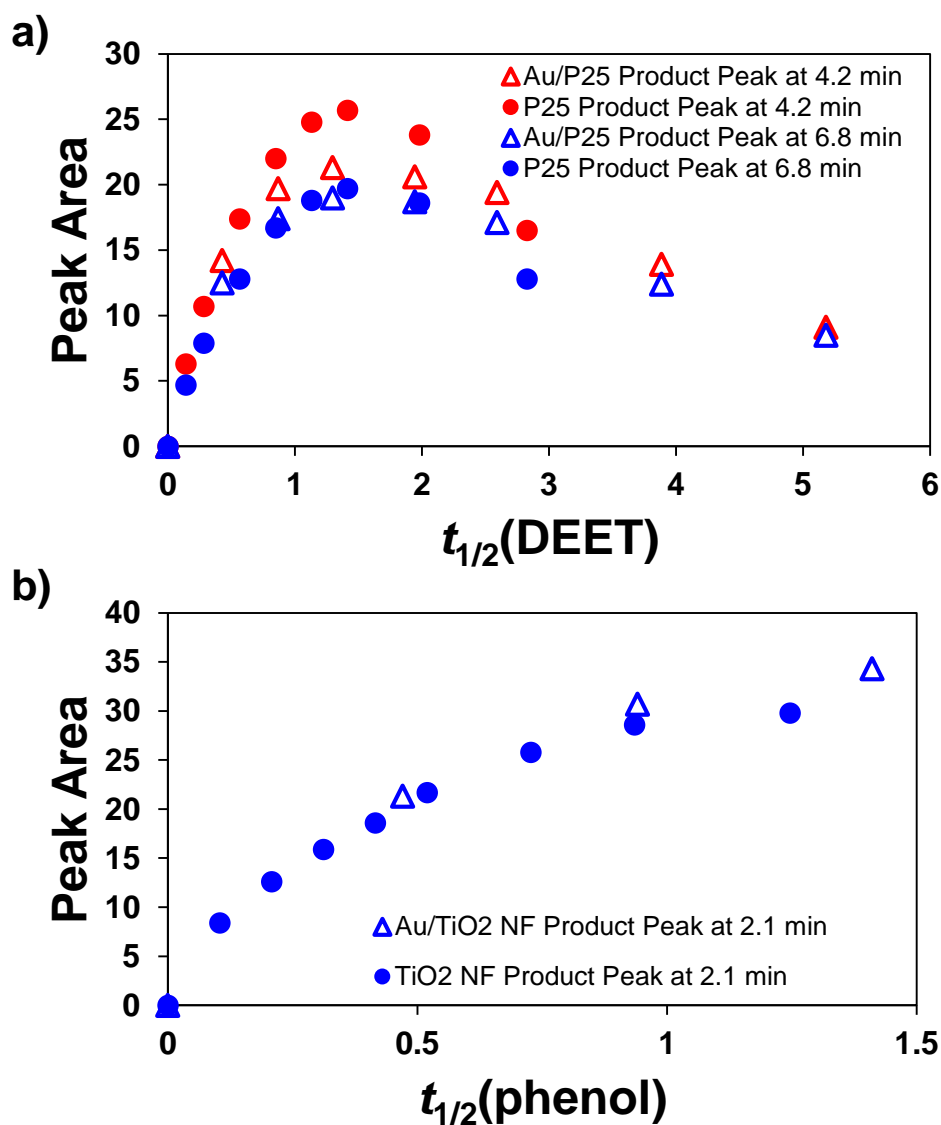 a)
30
25
20
15
10
5
0
Peak Area
Au/P25 Product Peak at 4.2 min
P25 Product Peak at 4.2 min
Au/P25 Product Peak at 6.8 min
P25 Product Peak at 6.8 min
0 1 2 3 4 5 6
t1/2(DEET)
b)
40
35
30
25
20
15
10
5
0
Peak Area
Au/TiO2 NF Product Peak at 2.1 min
TiO2 NF Product Peak at 2.1 min
0 0.5 1 1.5
t1/2(phenol)